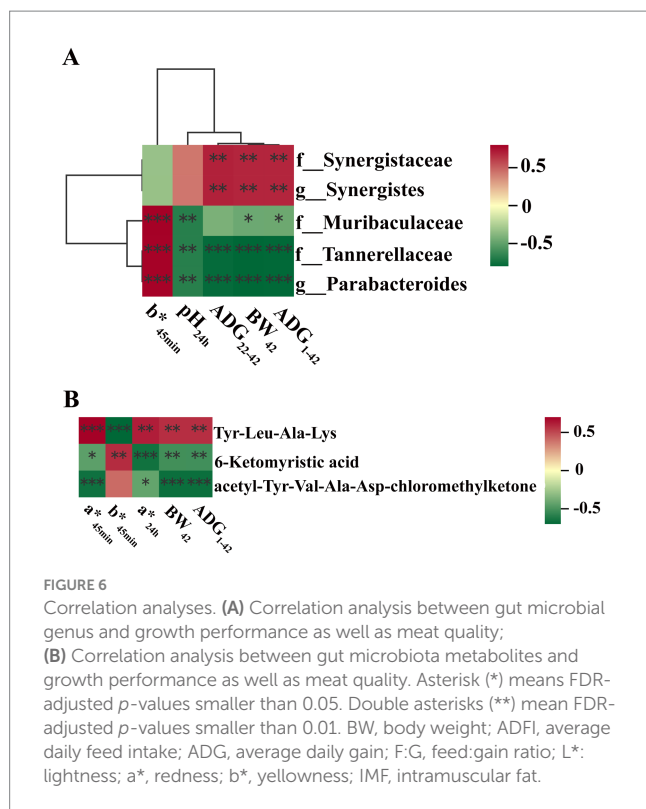 A
** ** ** f__Synergistaceae
** ** ** g__Synergistes
*** ** * * f__Muribaculaceae
*** ** *** *** *** f__Tannerellaceae
*** ** *** *** *** g__Parabacteroides
0.5
0
-0.5
b*45min pH24h ADG22-42 BW42 ADG1-42
B
*** *** ** ** ** Tyr-Leu-Ala-Lys
* ** *** ** ** 6-Ketomyristic acid
*** * *** *** acetyl-Tyr-Val-Ala-Asp-chloromethylketone
0.5
0
-0.5
a*45min b*45min a*24h BW42 ADG1-42
FIGURE 6
Correlation analyses. (A) Correlation analysis between gut microbial
genus and growth performance as well as meat quality;
(B) Correlation analysis between gut microbiota metabolites and
growth performance as well as meat quality. Asterisk (*) means FDR-
adjusted p-values smaller than 0.05. Double asterisks (**) mean FDR-
adjusted p-values smaller than 0.01. BW, body weight; ADFI, average
daily feed intake; ADG, average daily gain; F:G, feed:gain ratio; L*:
lightness; a*, redness; b*, yellowness; IMF, intramuscular fat.